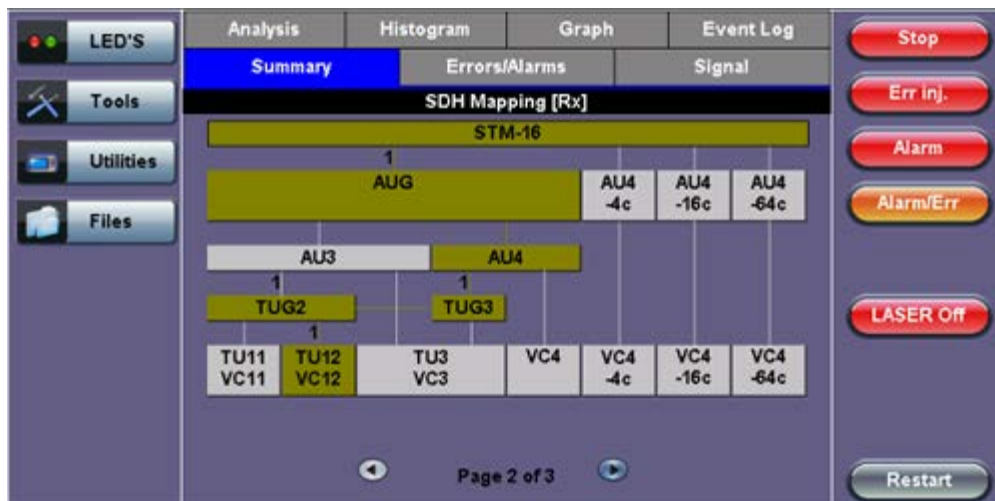 LED'S
Tools
Utilities
Files
Analysis
Histogram
Graph
Event Log
Summary
Errors/Alarms
Signal
SDH Mapping [Rx]
STM-16
1
AUG
AU4
-4c
AU4
-16c
AU4
-64c
AU3
AU4
1
1
TUG2
TUG3
1
TU11
VC11
TU12
VC12
TU3
VC3
VC4
VC4
-4c
VC4
-16c
VC4
-64c
Page 2 of 3
Stop
Err inj.
Alarm
Alarm/Err
LASER Off
Restart